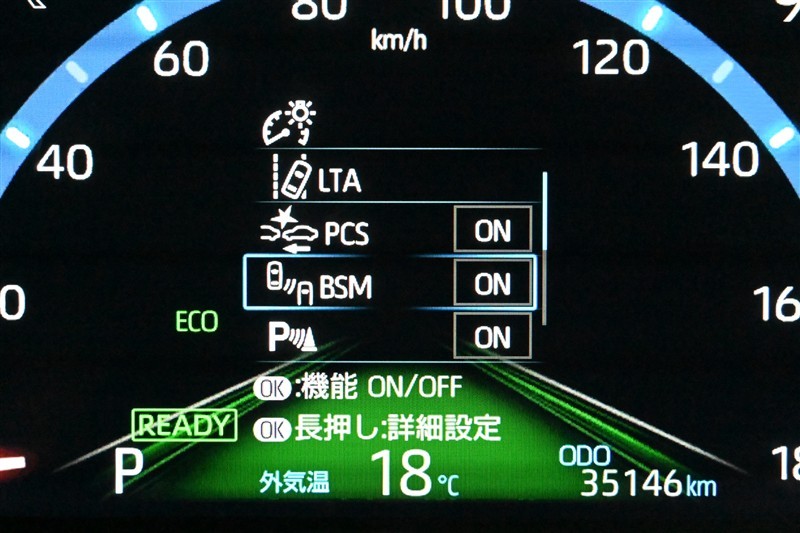 80 100
km/h
60 120
40 140
LTA
PCS ON
BSM ON
ECO
P ON
OK:機能 ON/OFF
READY OK長押し:詳細設定
P 外気温 18℃ ODO
35146km